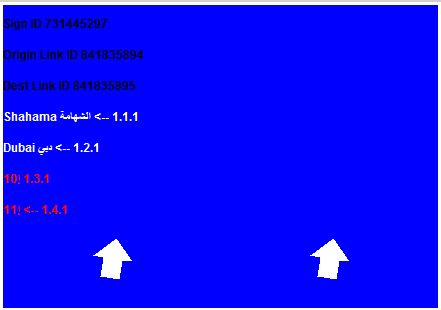 Sign ID 731445297
Origin Link ID 841835894
Dest Link ID 841835895
Shahama الشهامة <-- 1.1.1
Dubai دبي <-- 1.2.1
10) 1.3.1
11) <-- 1.4.1